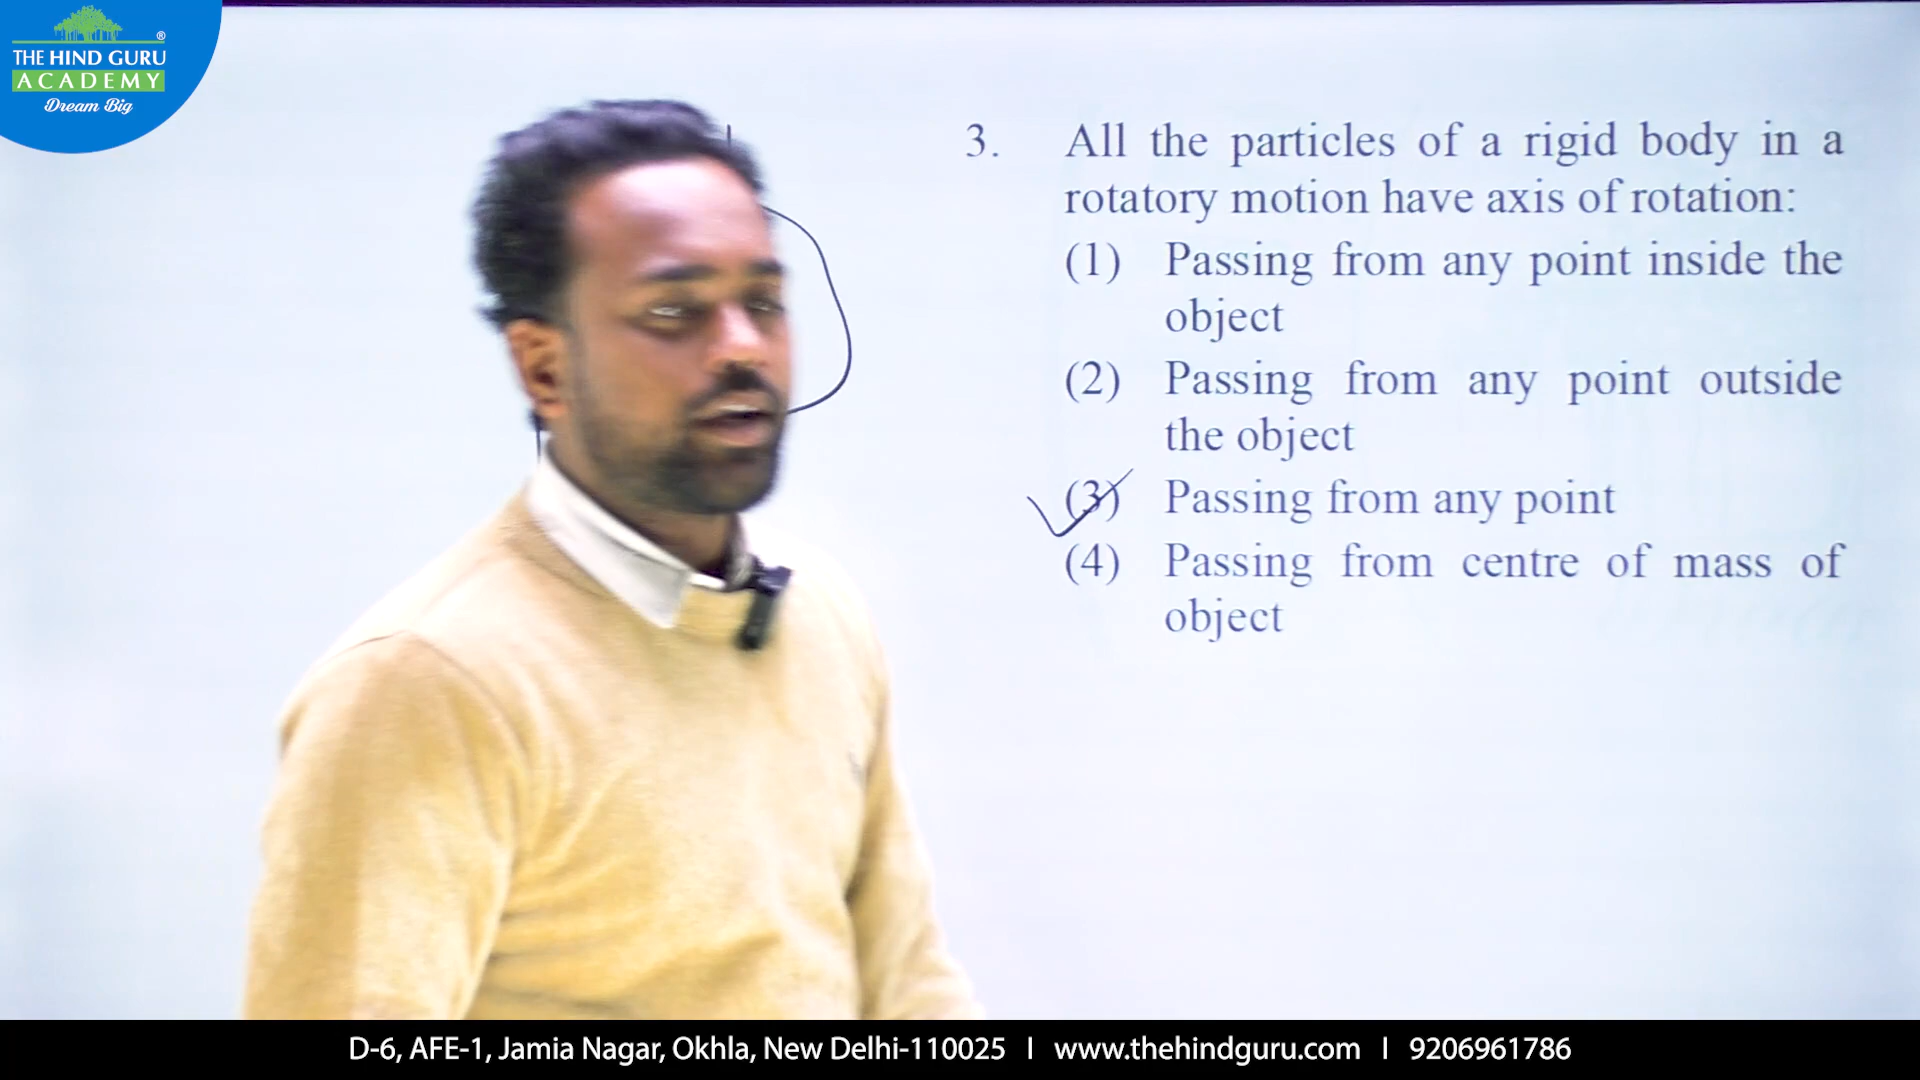 ®
THE HIND GURU
ACADEMY
Dream Big
3. All the particles of a rigid body in a
rotatory motion have axis of rotation:
(1) Passing from any point inside the
object
(2) Passing from any point outside
the object
(3) Passing from any point
(4) Passing from centre of mass of
object
D-6, AFE-1, Jamia Nagar, Okhla, New Delhi-110025 | www.thehindguru.com | 9206961786